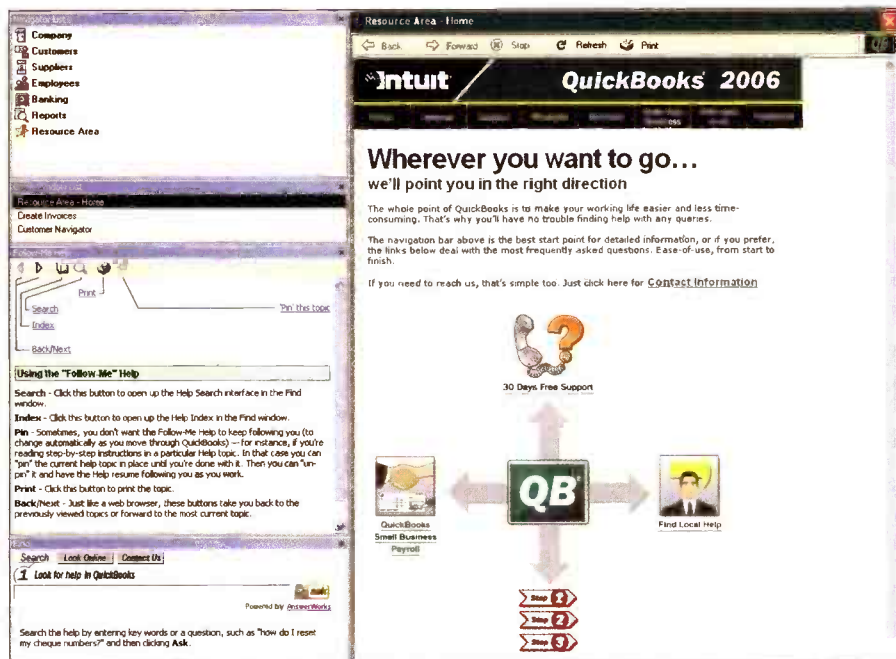 Navigator List
Company
Customers
Suppliers
Employees
Banking
Reports
Resource Area
Resource Area - Home
Create Invoices
Customer Navigator
Follow-Me Help
Print
Search
'Pin' this topic
Index
Back/Next
Using the "Follow-Me" Help
Search - Click this button to open up the Help Search interface in the Find
window.
Index - Click this button to open up the Help Index in the Find window.
Pin - Sometimes, you don't want the Follow-Me Help to keep following you (to
change automatically as you move through QuickBooks) — for instance, if you're
reading step-by-step instructions in a particular Help topic. In that case you can
"pin" the current help topic in place until you're done with it. Then you can "un-
pin" it and have the Help resume following you as you work.
Print - Click this button to print the topic.
Back/Next - Just like a web browser, these buttons take you back to the
previously viewed topics or forward to the most current topic.
Find
Search Look Online Contact Us
1 Look for help in QuickBooks
Ask
Powered by AnswerWorks
Search the help by entering key words or a question, such as "how do I reset
my cheque numbers?" and then clicking Ask.
Resource Area - Home
Back Forward Stop Refresh Print
QB
Intuit QuickBooks 2006
Wherever you want to go...
we'll point you in the right direction
The whole point of QuickBooks is to make your working life easier and less time-
consuming. That's why you'll have no trouble finding help with any queries.
The navigation bar above is the best start point for detailed information, or if you prefer,
the links below deal with the most frequently asked questions. Ease-of-use, from start to
finish.
If you need to reach us, that's simple too. Just click here for Contact Information
30 Days Free Support
QB
QuickBooks
Small Business
Payroll
Find Local Help
Step 1
Step 2
Step 3